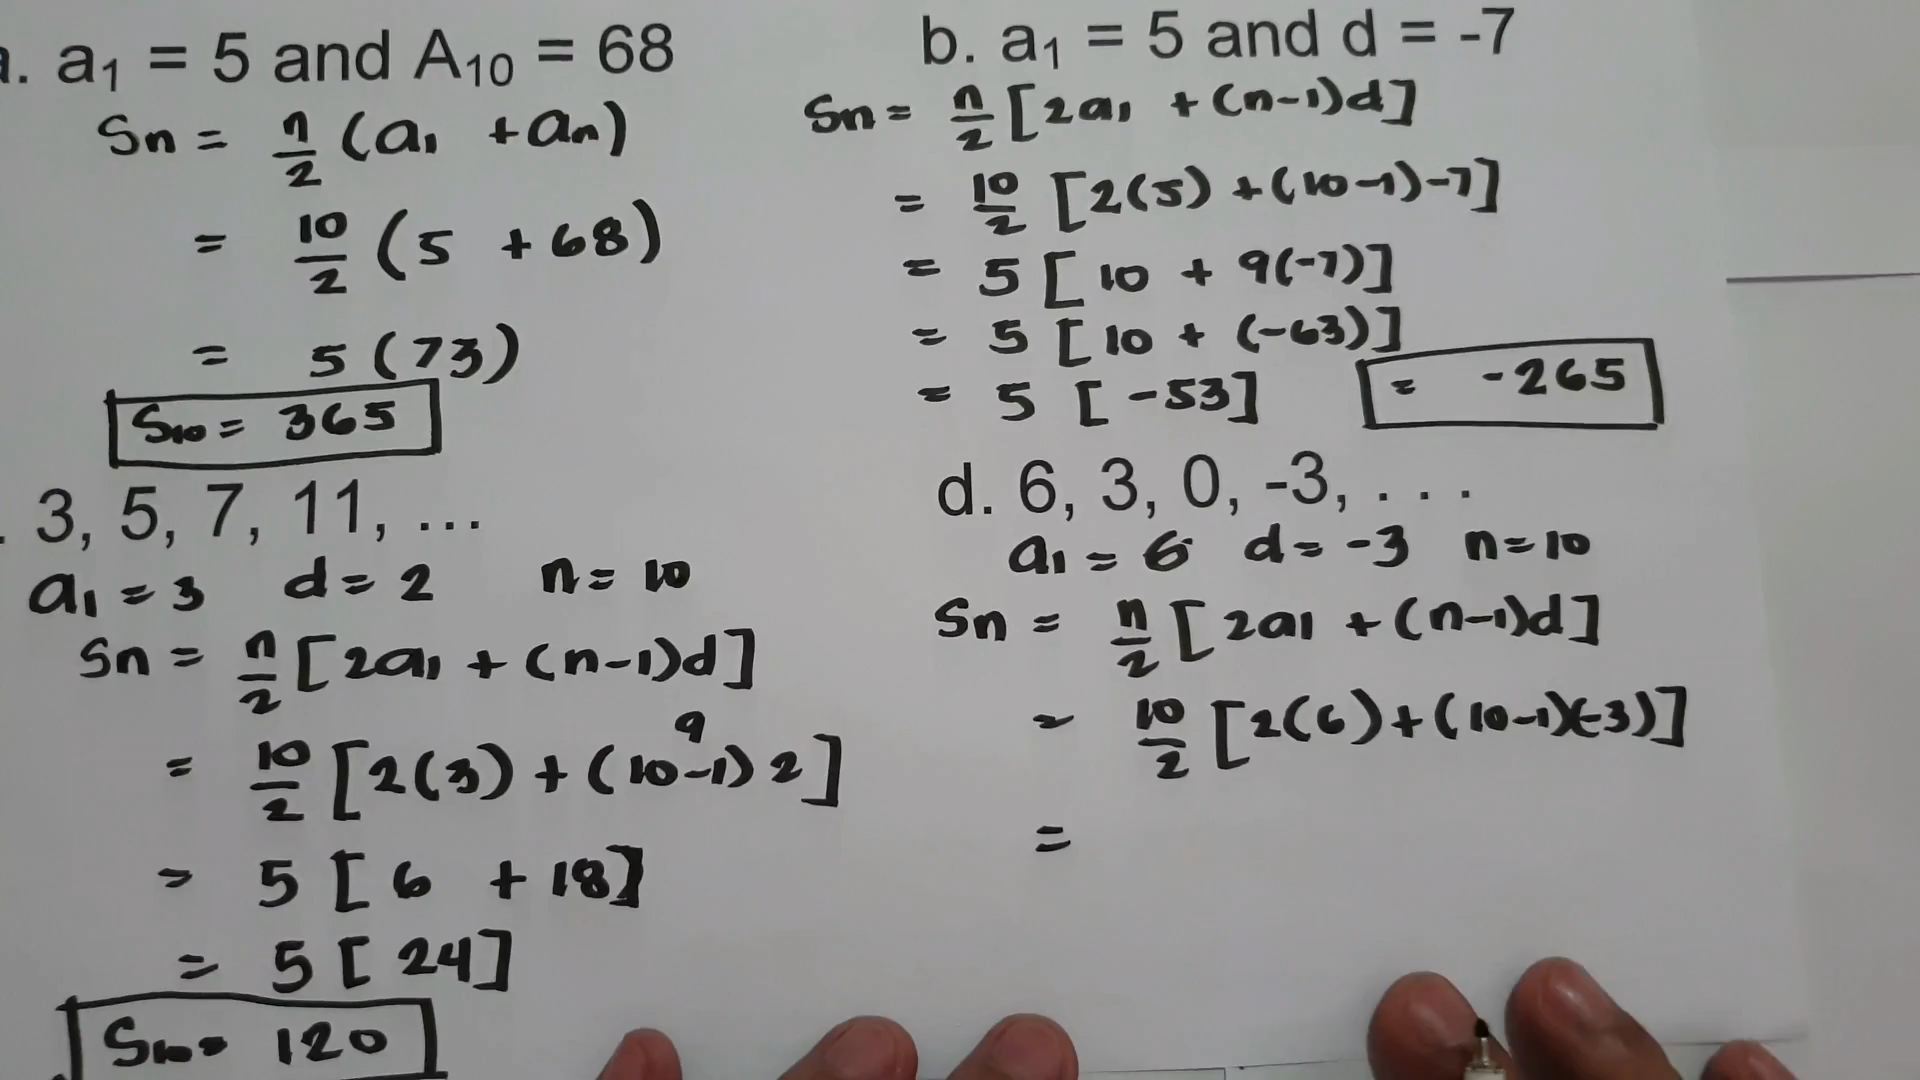 a. a₁ = 5 and A₁₀ = 68
Sn = n/2 (a₁ + an)
= 10/2 (5 + 68)
= 5 (73)
S₁₀ = 365
b. a₁ = 5 and d = -7
Sn = n/2 [2a₁ + (n-1)d]
= 10/2 [2(5) + (10-1)-7]
= 5 [10 + 9(-7)]
= 5 [10 + (-63)]
= 5 [-53]
= -265
. 3, 5, 7, 11, ...
a₁ = 3 d = 2 n = 10
Sn = n/2 [2a₁ + (n-1)d]
9
= 10/2 [2(3) + (10-1) 2]
= 5 [6 + 18]
= 5 [24]
S₁₀ = 120
d. 6, 3, 0, -3, . . .
a₁ = 6 d = -3 n = 10
Sn = n/2 [2a1 + (n-1)d]
= 10/2 [2(6) + (10-1)(-3)]
=